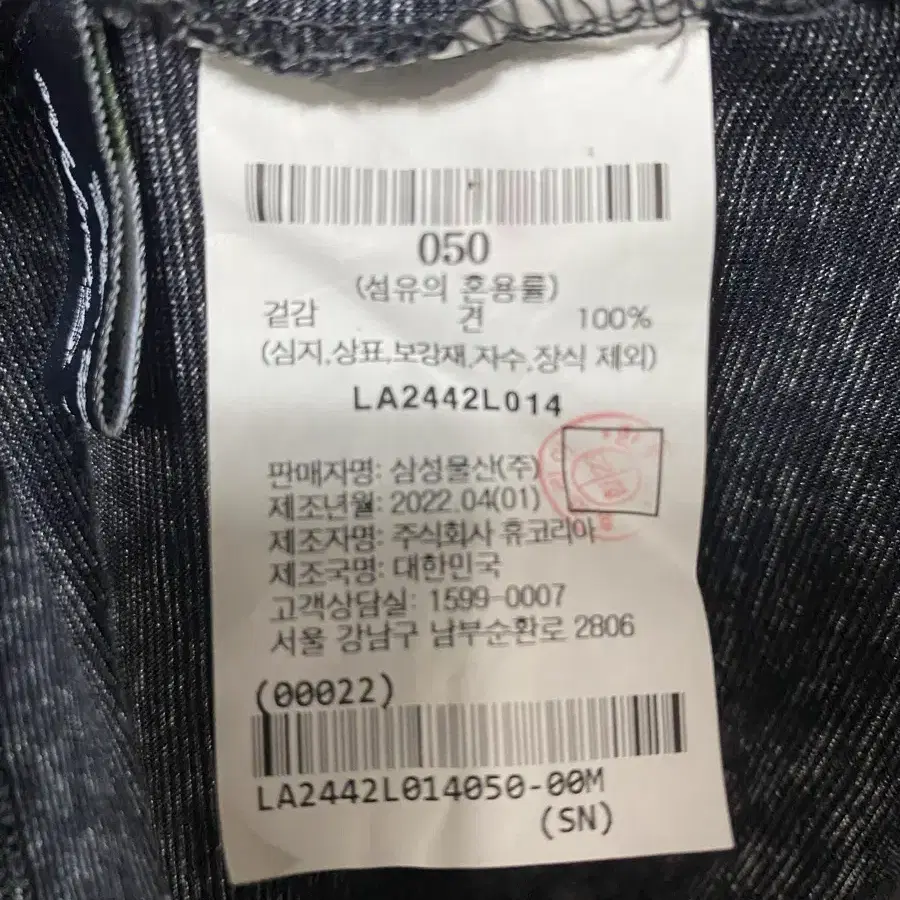 050
(섬유의 혼용률)
겉감 견 100%
(심지,상표,보강재,자수,장식 제외)
LA2442L014
판매자명: 삼성물산(주)
제조년월: 2022.04(01)
제조자명: 주식회사 휴코리아
제조국명: 대한민국
고객상담실: 1599-0007
서울 강남구 남부순환로 2806
(00022)
LA2442L014050-00M
(SN)